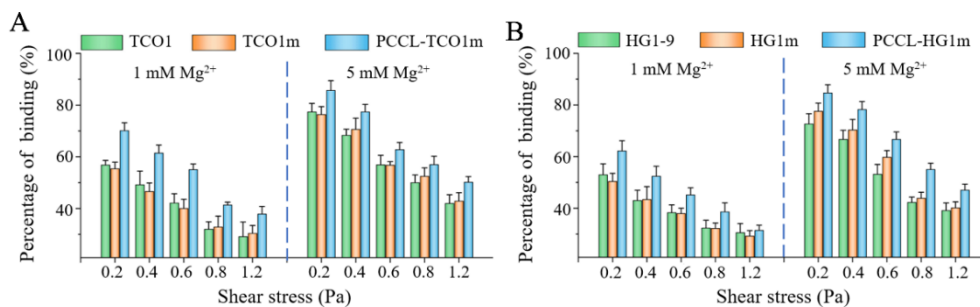 A
TCO1 TCO1m PCCL-TCO1m
Percentage of binding (%)
100
80
60
40
1 mM Mg²⁺ 5 mM Mg²⁺
0.2 0.4 0.6 0.8 1.2 0.2 0.4 0.6 0.8 1.2
Shear stress (Pa)
B
HG1-9 HG1m PCCL-HG1m
Percentage of binding (%)
100
80
60
40
1 mM Mg²⁺ 5 mM Mg²⁺
0.2 0.4 0.6 0.8 1.2 0.2 0.4 0.6 0.8 1.2
Shear stress (Pa)